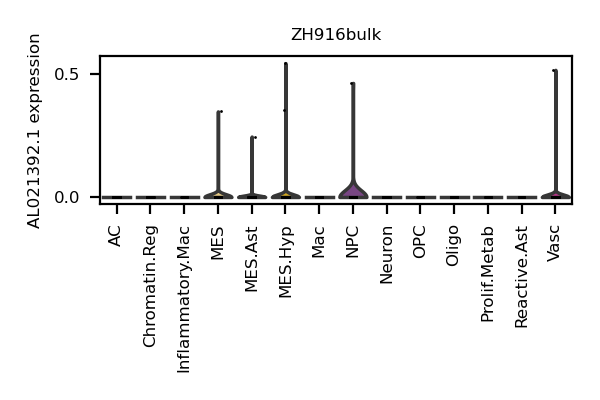 ZH916bulk
AL021392.1 expression
0.5
0.0
AC
Chromatin.Reg
Inflammatory.Mac
MES
MES.Ast
MES.Hyp
Mac
NPC
Neuron
OPC
Oligo
Prolif.Metab
Reactive.Ast
Vasc